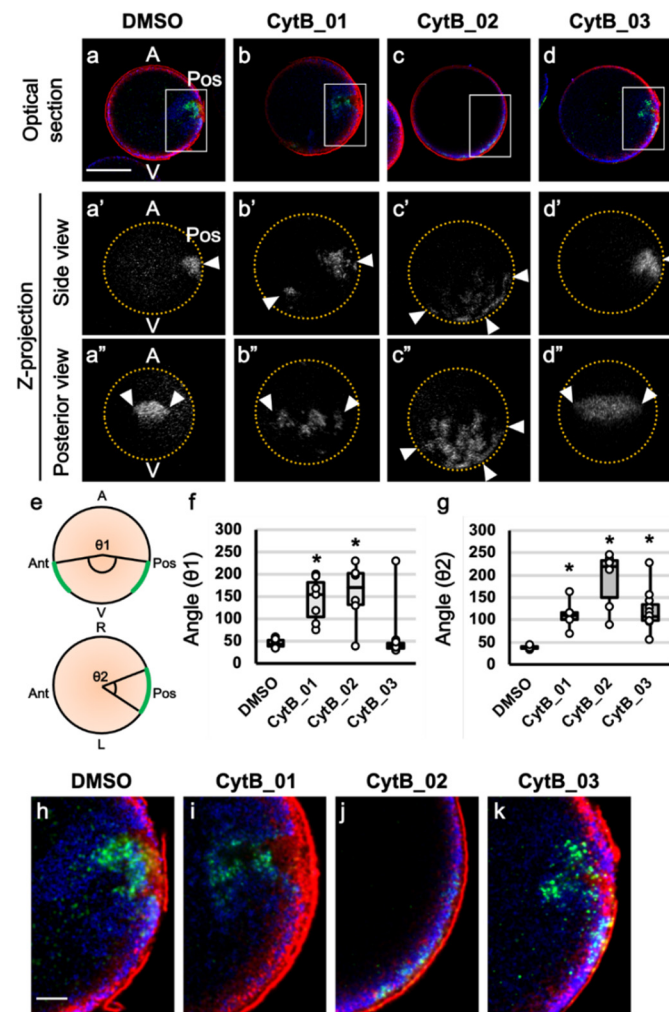 DMSO CytB_01 CytB_02 CytB_03
Optical section
a A Pos V b c d
Z-projection
Side view
a’ A Pos V b’ c’ d’
Posterior view
a” A V b” c” d”
e f g
A
Ant θ1 Pos
V
R
Ant θ2 Pos
L
Angle (θ1)
300
250
200
150
100
50
0
* *
DMSO CytB_01 CytB_02 CytB_03
Angle (θ2)
300
250
200
150
100
50
0
* * *
DMSO CytB_01 CytB_02 CytB_03
DMSO CytB_01 CytB_02 CytB_03
h i j k